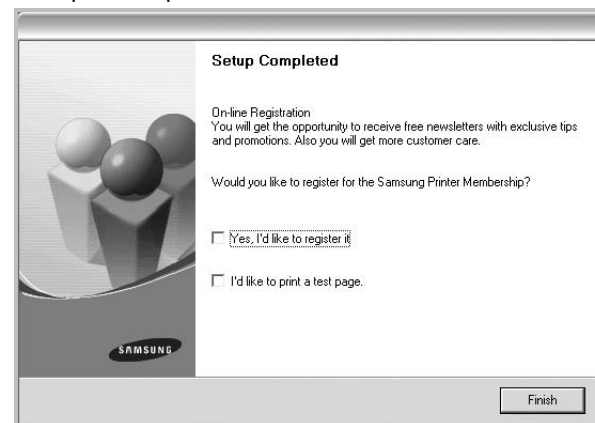 Setup Completed
On-line Registration
You will get the opportunity to receive free newsletters with exclusive tips
and promotions. Also you will get more customer care.
Would you like to register for the Samsung Printer Membership?
Yes, I'd like to register it
I'd like to print a test page.
SAMSUNG
Finish